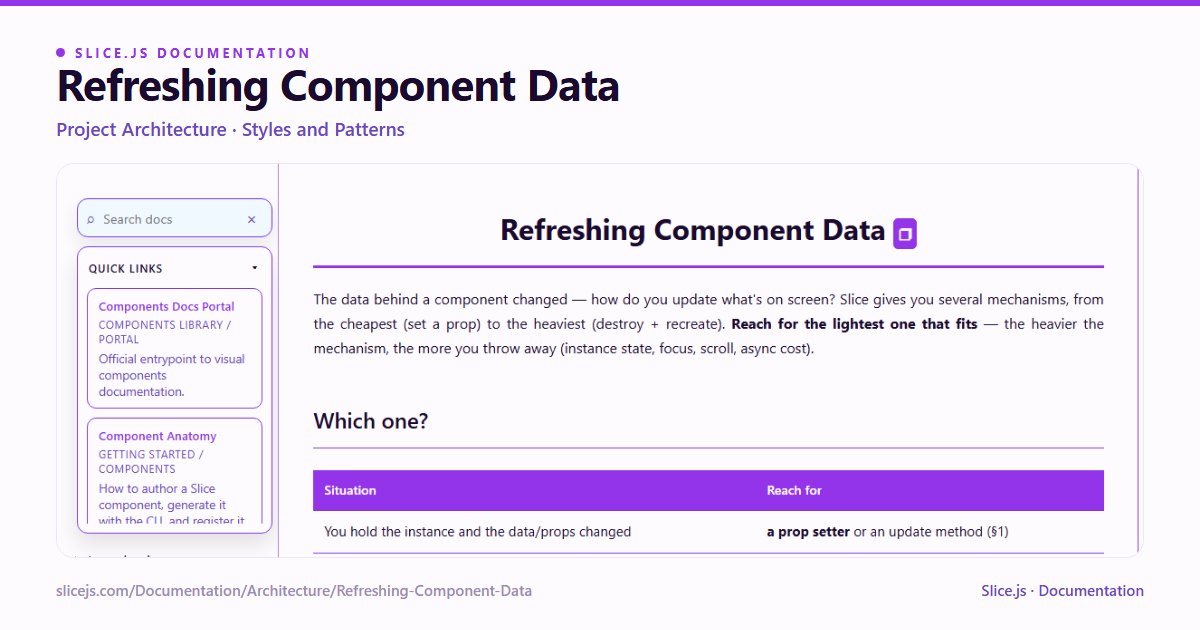 SLICE.JS DOCUMENTATION
Refreshing Component Data
Project Architecture · Styles and Patterns
Search docs
QUICK LINKS
Components Docs Portal
COMPONENTS LIBRARY /
PORTAL
Official entrypoint to visual
components
documentation.
Component Anatomy
GETTING STARTED /
COMPONENTS
How to author a Slice
component, generate it
with the CLI, and register it
Refreshing Component Data
The data behind a component changed — how do you update what's on screen? Slice gives you several mechanisms, from
the cheapest (set a prop) to the heaviest (destroy + recreate). Reach for the lightest one that fits — the heavier the
mechanism, the more you throw away (instance state, focus, scroll, async cost).
Which one?
Situation Reach for
You hold the instance and the data/props changed a prop setter or an update method (§1)
slicejs.com/Documentation/Architecture/Refreshing-Component-Data
Slice.js · Documentation